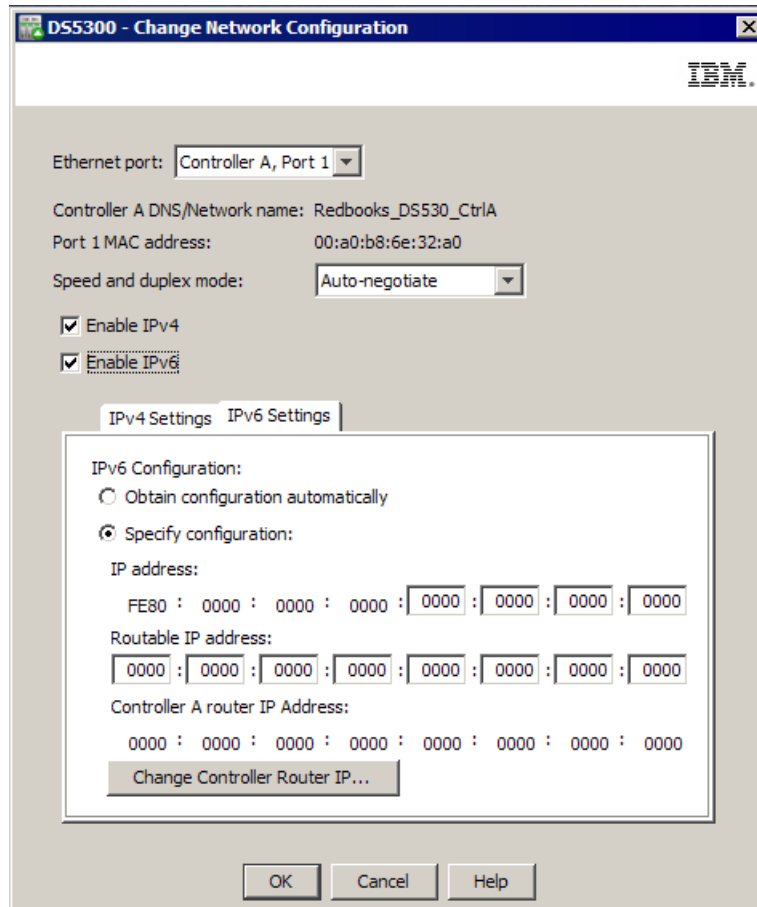 DS5300 - Change Network Configuration
IBM.
Ethernet port: Controller A, Port 1
Controller A DNS/Network name: Redbooks_DS530_CtrlA
Port 1 MAC address: 00:a0:b8:6e:32:a0
Speed and duplex mode: Auto-negotiate
Enable IPv4
Enable IPv6
IPv4 Settings IPv6 Settings
IPv6 Configuration:
Obtain configuration automatically
Specify configuration:
IP address:
FE80 : 0000 : 0000 : 0000 : 0000 : 0000 : 0000 : 0000
Routable IP address:
0000 : 0000 : 0000 : 0000 : 0000 : 0000 : 0000 : 0000
Controller A router IP Address:
0000 : 0000 : 0000 : 0000 : 0000 : 0000 : 0000 : 0000
Change Controller Router IP...
OK Cancel Help